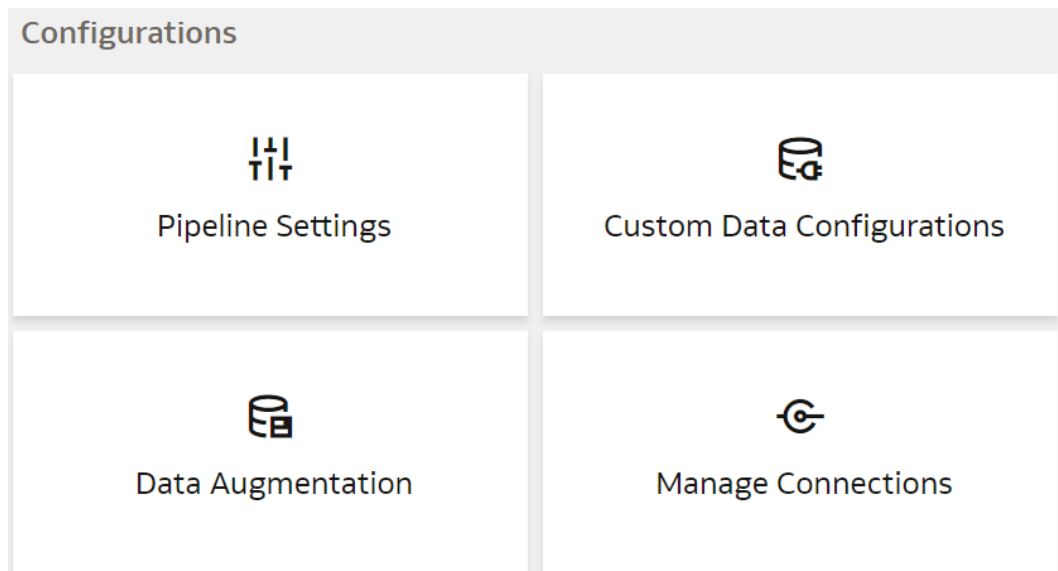 Configurations
Pipeline Settings
Custom Data Configurations
Data Augmentation
Manage Connections